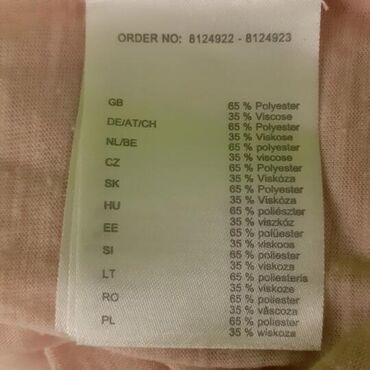 ORDER NO: 8124922 - 8124923
GB 65 % Polyester
35 % Viscose
DE/AT/CH 65 % Polyester
35 % Viskose
NL/BE 65 % polyester
35 % viscose
CZ 65 % Polyester
35 % Viskóza
SK 65 % Polyester
35 % Viskóza
HU 65 % poliészter
35 % viszkóz
EE 65 % polüester
35 % viskoos
SI 65 % poliester
35 % viskoza
LT 65 % poliesteris
35 % viskozė
RO 65 % poliester
35 % vâscoza
PL 65 % poliester
35 % wiskoza